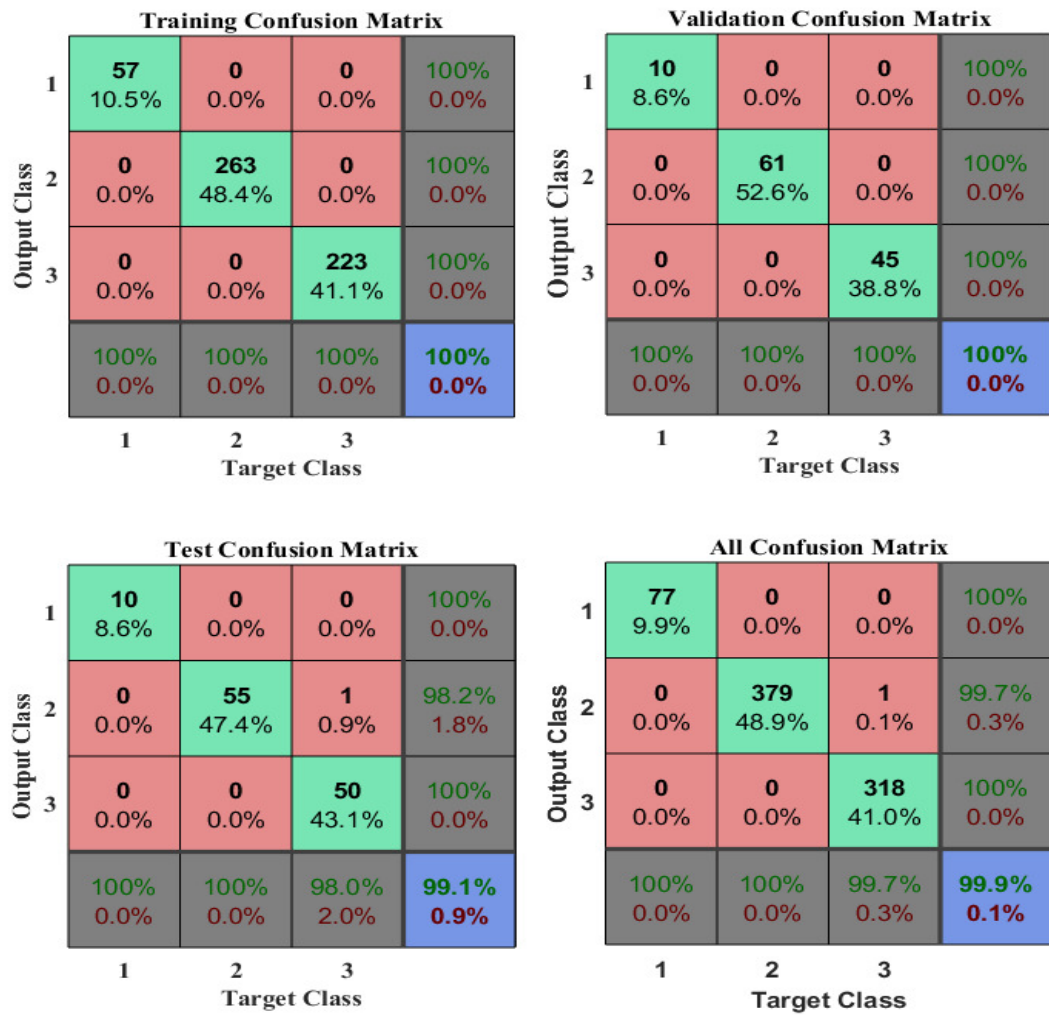 Training Confusion Matrix
Output Class
1
57 0 0 100%
10.5% 0.0% 0.0% 0.0%
2
0 263 0 100%
0.0% 48.4% 0.0% 0.0%
3
0 0 223 100%
0.0% 0.0% 41.1% 0.0%
100% 100% 100% 100%
0.0% 0.0% 0.0% 0.0%
1 2 3
Target Class
Validation Confusion Matrix
Output Class
1
10 0 0 100%
8.6% 0.0% 0.0% 0.0%
2
0 61 0 100%
0.0% 52.6% 0.0% 0.0%
3
0 0 45 100%
0.0% 0.0% 38.8% 0.0%
100% 100% 100% 100%
0.0% 0.0% 0.0% 0.0%
1 2 3
Target Class
Test Confusion Matrix
Output Class
1
10 0 0 100%
8.6% 0.0% 0.0% 0.0%
2
0 55 1 98.2%
0.0% 47.4% 0.9% 1.8%
3
0 0 50 100%
0.0% 0.0% 43.1% 0.0%
100% 100% 98.0% 99.1%
0.0% 0.0% 2.0% 0.9%
1 2 3
Target Class
All Confusion Matrix
Output Class
1
77 0 0 100%
9.9% 0.0% 0.0% 0.0%
2
0 379 1 99.7%
0.0% 48.9% 0.1% 0.3%
3
0 0 318 100%
0.0% 0.0% 41.0% 0.0%
100% 100% 99.7% 99.9%
0.0% 0.0% 0.3% 0.1%
1 2 3
Target Class